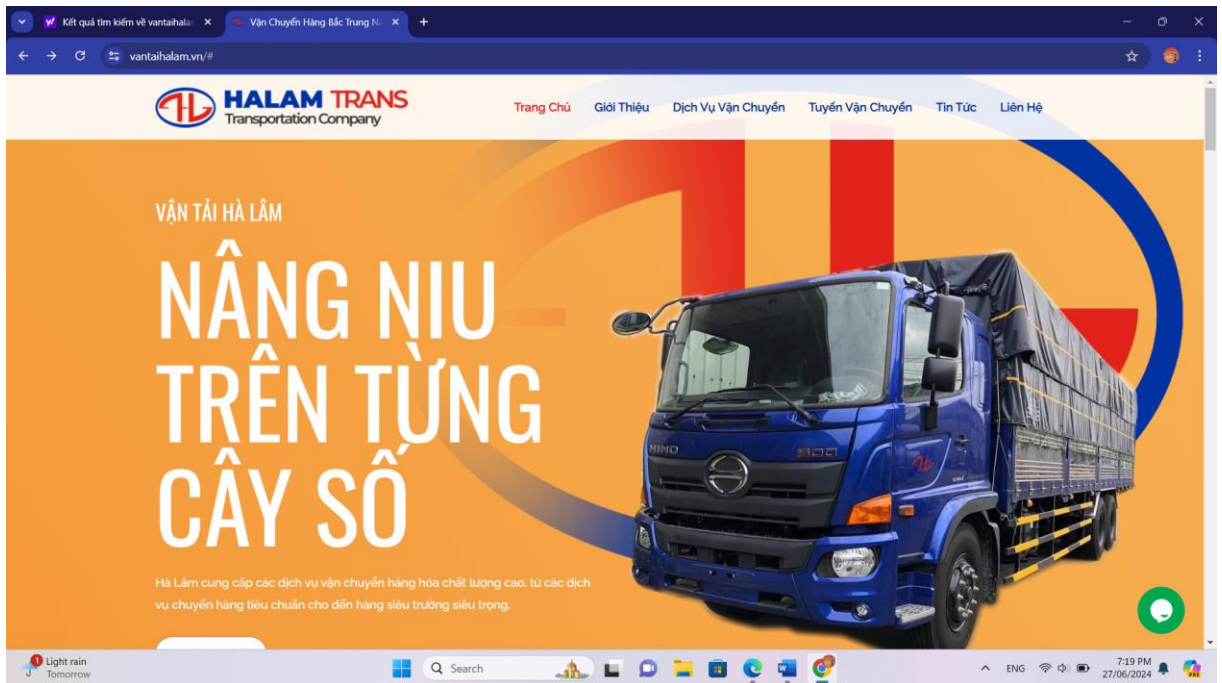 Kết quả tìm kiếm về vantaihala
Vận Chuyển Hàng Bắc Trung N
vantaihalam.vn/#
HALAM TRANS
Transportation Company
Trang Chủ Giới Thiệu Dịch Vụ Vận Chuyển Tuyến Vận Chuyển Tin Tức Liên Hệ
VẬN TẢI HÀ LÂM
NÂNG NIU
TRÊN TỪNG
CÂY SỐ
HINO
500
Hà Lâm cung cấp các dịch vụ vận chuyển hàng hóa chất lượng cao, từ các dịch
vụ chuyển hàng tiêu chuẩn cho đến hàng siêu trường siêu trọng.
1
Light rain
Tomorrow
Search
ENG
7:19 PM
27/06/2024
PRE